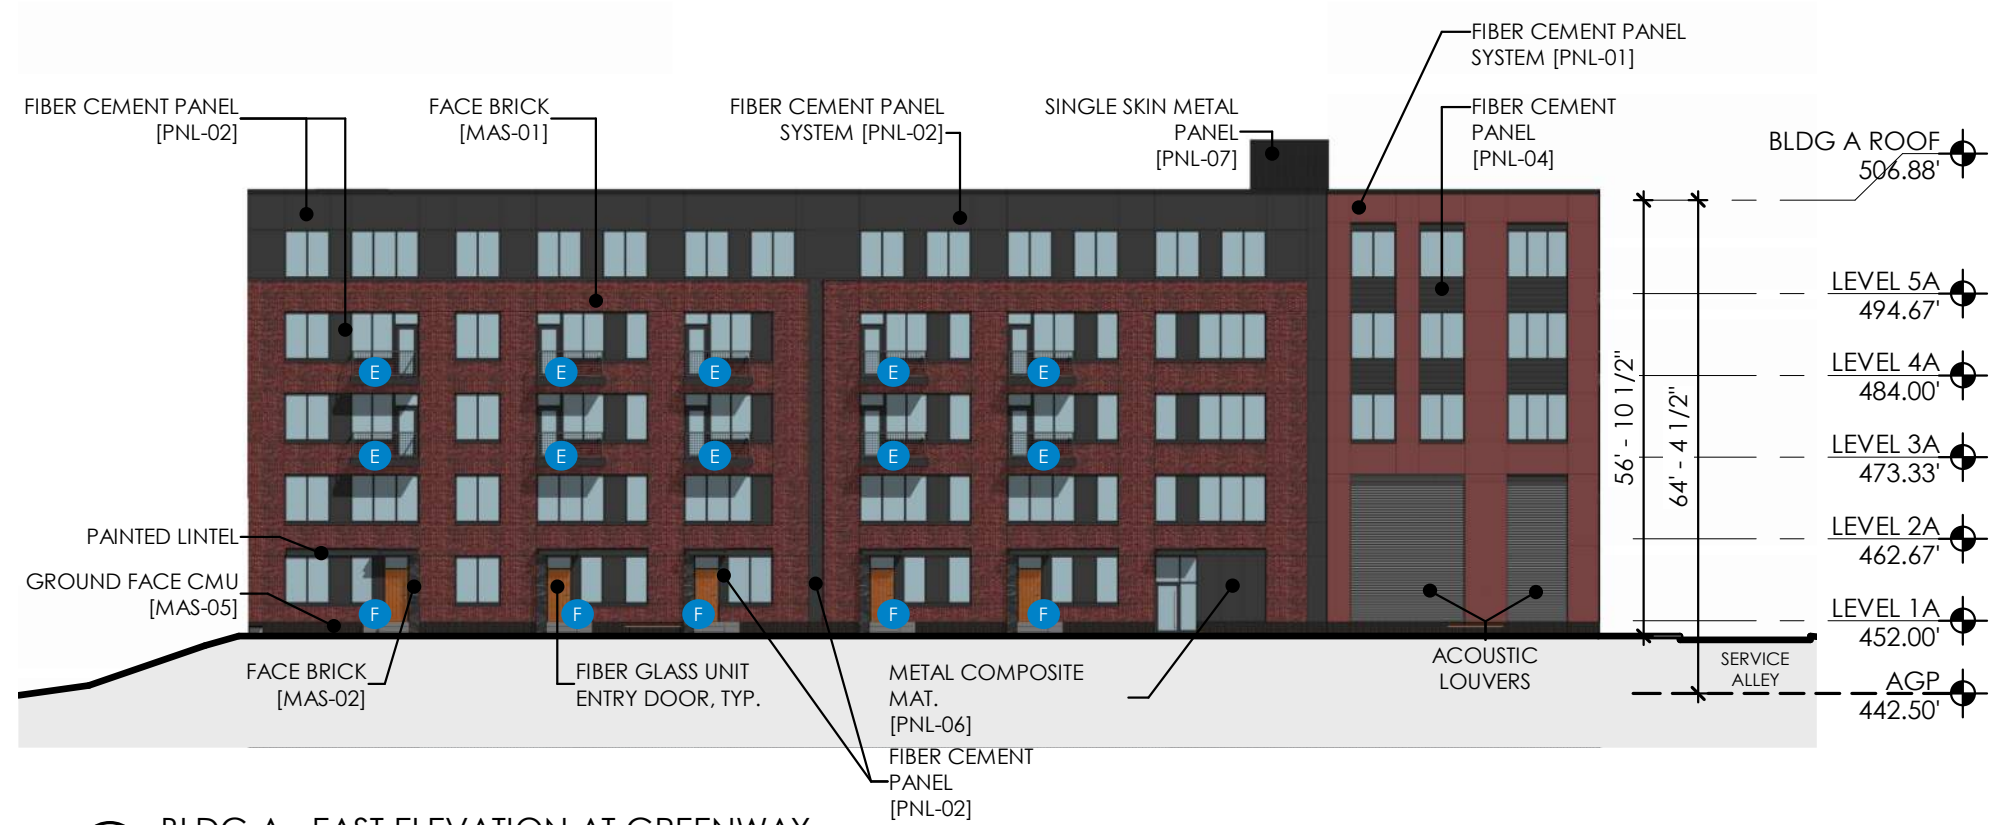 FIBER CEMENT PANEL
SYSTEM [PNL-01]
FIBER CEMENT PANEL
[PNL-02]
FACE BRICK
[MAS-01]
FIBER CEMENT PANEL
SYSTEM [PNL-02]
SINGLE SKIN METAL
PANEL
[PNL-07]
FIBER CEMENT
PANEL
[PNL-04]
BLDG A ROOF
506.88'
LEVEL 5A
494.67'
LEVEL 4A
484.00'
LEVEL 3A
473.33'
LEVEL 2A
462.67'
LEVEL 1A
452.00'
AGP
442.50'
56' - 10 1/2"
64' - 4 1/2"
E
E
E
E
E
E
E
E
E
E
PAINTED LINTEL
GROUND FACE CMU
[MAS-05]
F
F
F
F
F
FACE BRICK
[MAS-02]
FIBER GLASS UNIT
ENTRY DOOR, TYP.
METAL COMPOSITE
MAT.
[PNL-06]
FIBER CEMENT
PANEL
[PNL-02]
ACOUSTIC
LOUVERS
SERVICE
ALLEY
BLDG A - EAST ELEVATION AT GREENWAY